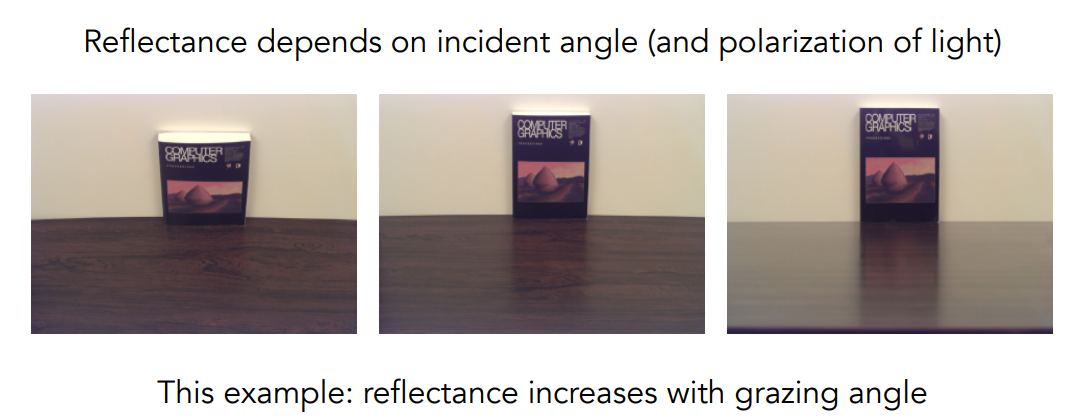 Reflectance depends on incident angle (and polarization of light)
COMPUTER
GRAPHICS
COMPUTER
GRAPHICS
COMPUTER
GRAPHICS
This example: reflectance increases with grazing angle